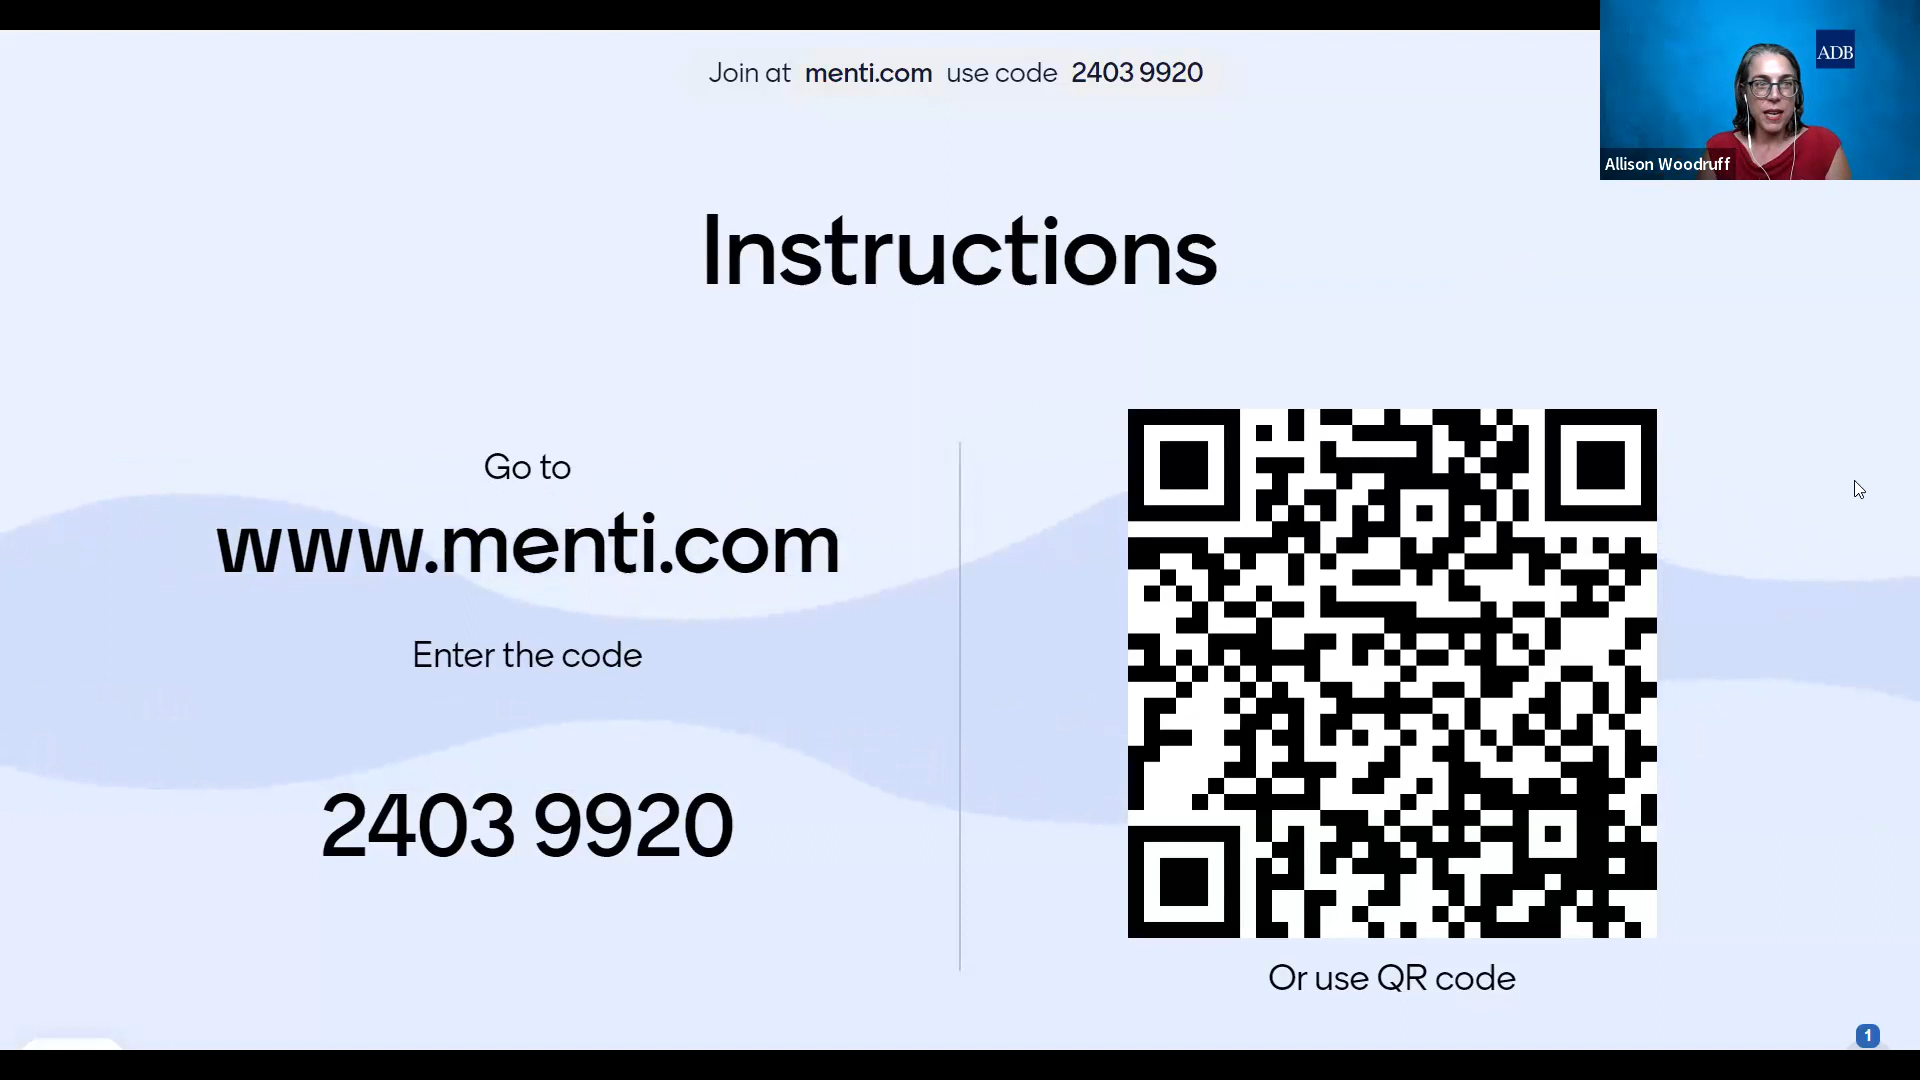 Join at menti.com use code 2403 9920
ADB
Allison Woodruff
Instructions
Go to
www.menti.com
Enter the code
2403 9920
Or use QR code
1